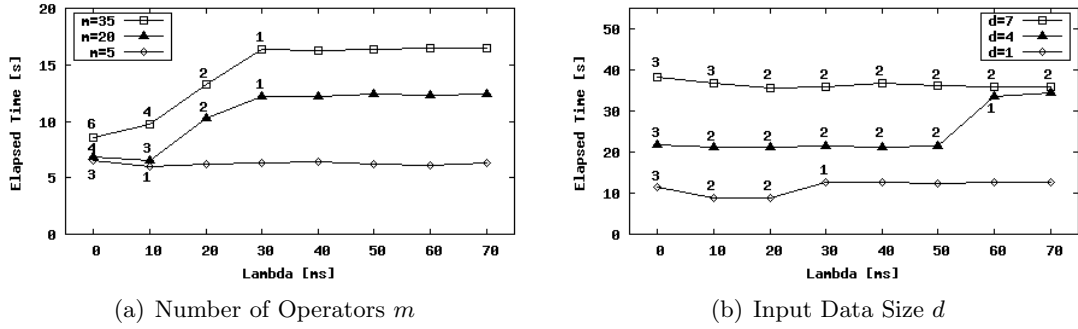 20
15
10
5
0
Elapsed Time [s]
m=35
m=20
m=5
6
4
2
1
4
3
2
1
3
1
0 10 20 30 40 50 60 70
Lambda [ms]
(a) Number of Operators m
50
40
30
20
10
0
Elapsed Time [s]
d=7
d=4
d=1
3 3 2 2 2 2 2 2
3 2 2 2 2 2 1
3 2 2 1
0 10 20 30 40 50 60 70
Lambda [ms]
(b) Input Data Size d